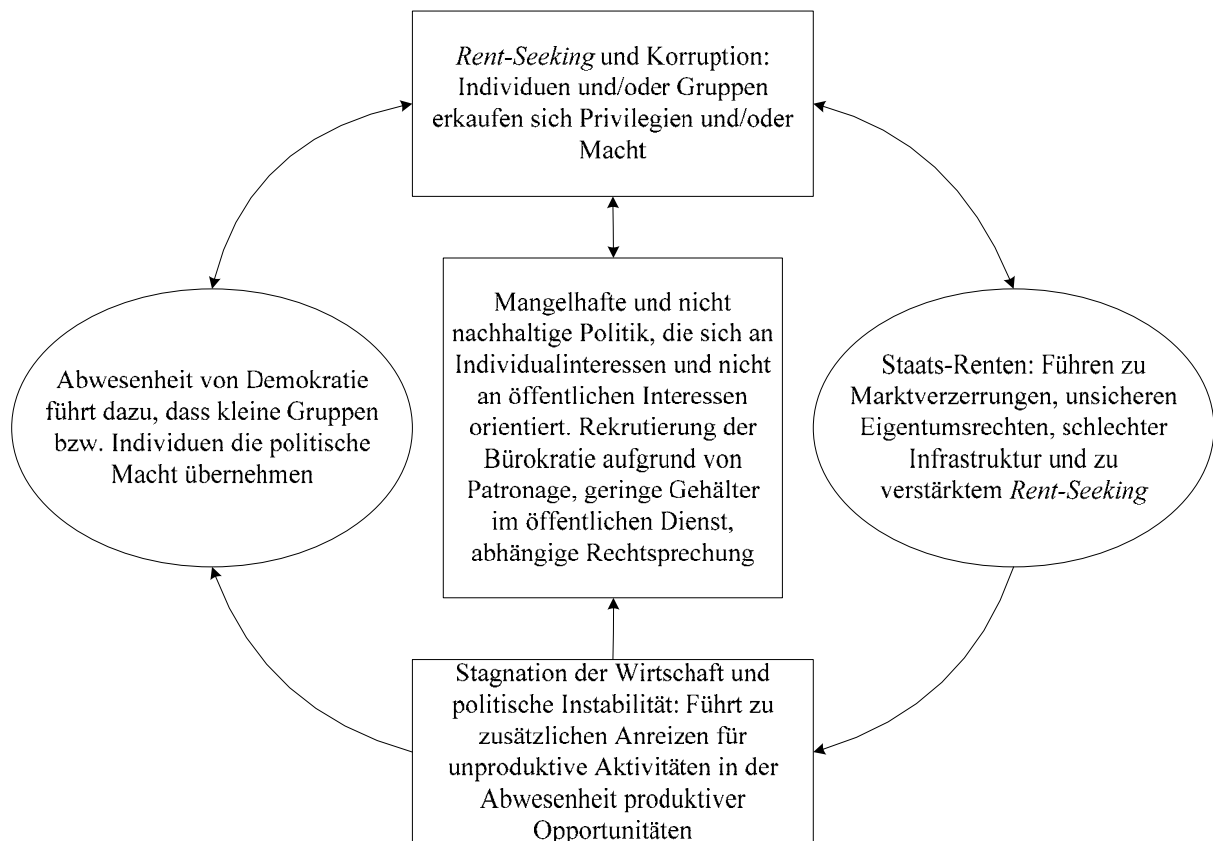 Rent-Seeking und Korruption:
Individuen und/oder Gruppen
erkaufen sich Privilegien und/oder
Macht
Abwesenheit von Demokratie
führt dazu, dass kleine Gruppen
bzw. Individuen die politische
Macht übernehmen
Mangelhafte und nicht
nachhaltige Politik, die sich an
Individualinteressen und nicht
an öffentlichen Interessen
orientiert. Rekrutierung der
Bürokratie aufgrund von
Patronage, geringe Gehälter
im öffentlichen Dienst,
abhängige Rechtsprechung
Staats-Renten: Führen zu
Marktverzerrungen, unsicheren
Eigentumsrechten, schlechter
Infrastruktur und zu
verstärktem Rent-Seeking
Stagnation der Wirtschaft und
politische Instabilität: Führt zu
zusätzlichen Anreizen für
unproduktive Aktivitäten in der
Abwesenheit produktiver
Opportunitäten